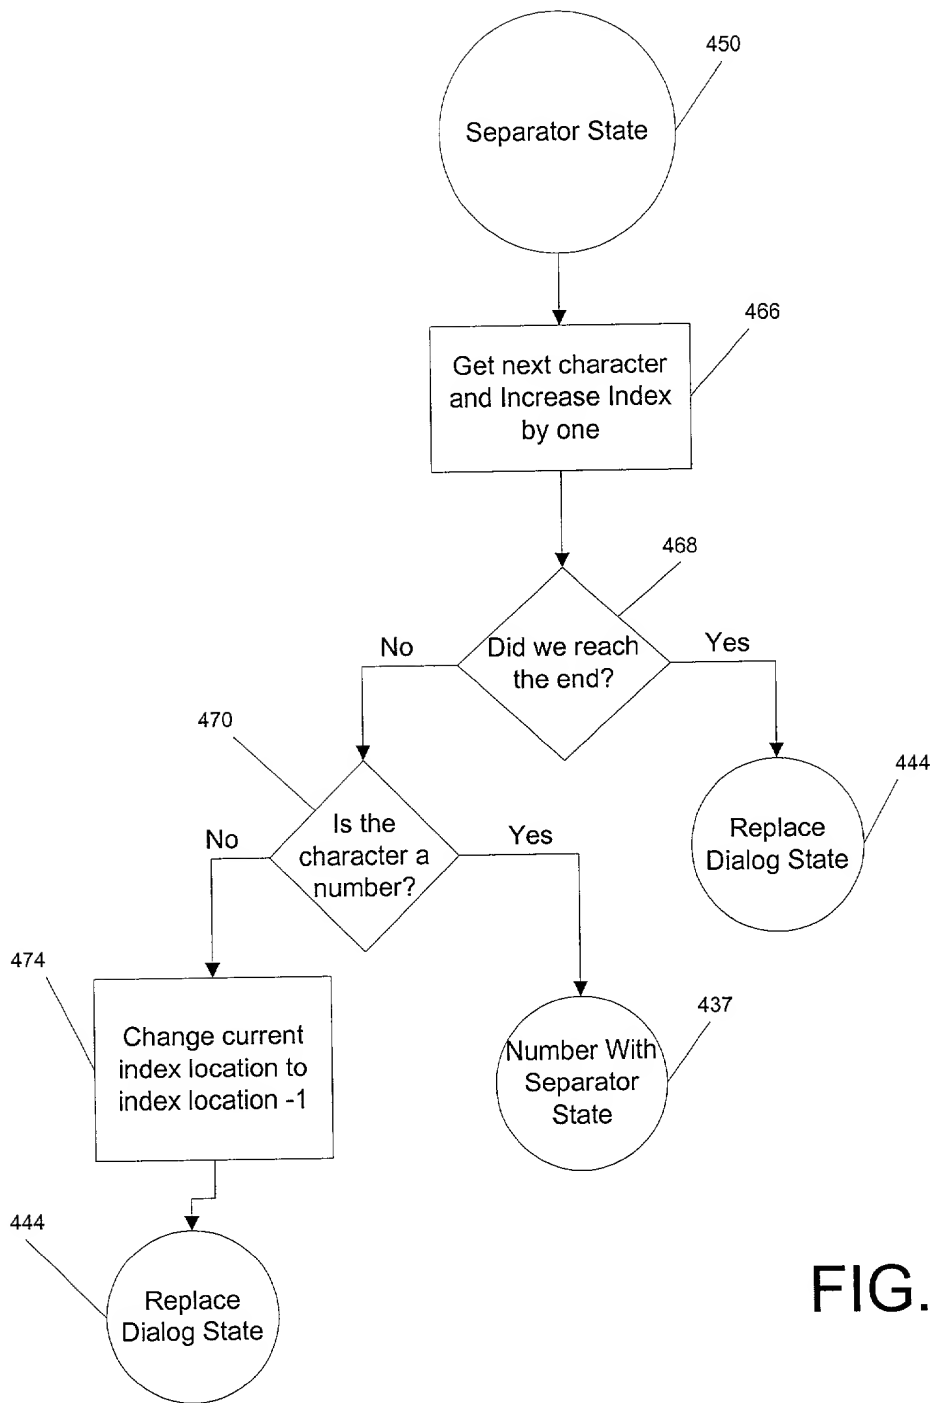 450
Separator State
466
Get next character
and Increase Index
by one
468
Did we reach
the end?
No
Yes
470
444
Is the
character a
number?
No
Yes
Replace
Dialog State
474
437
Change current
index location to
index location -1
Number With
Separator
State
444
Replace
Dialog State
FIG.